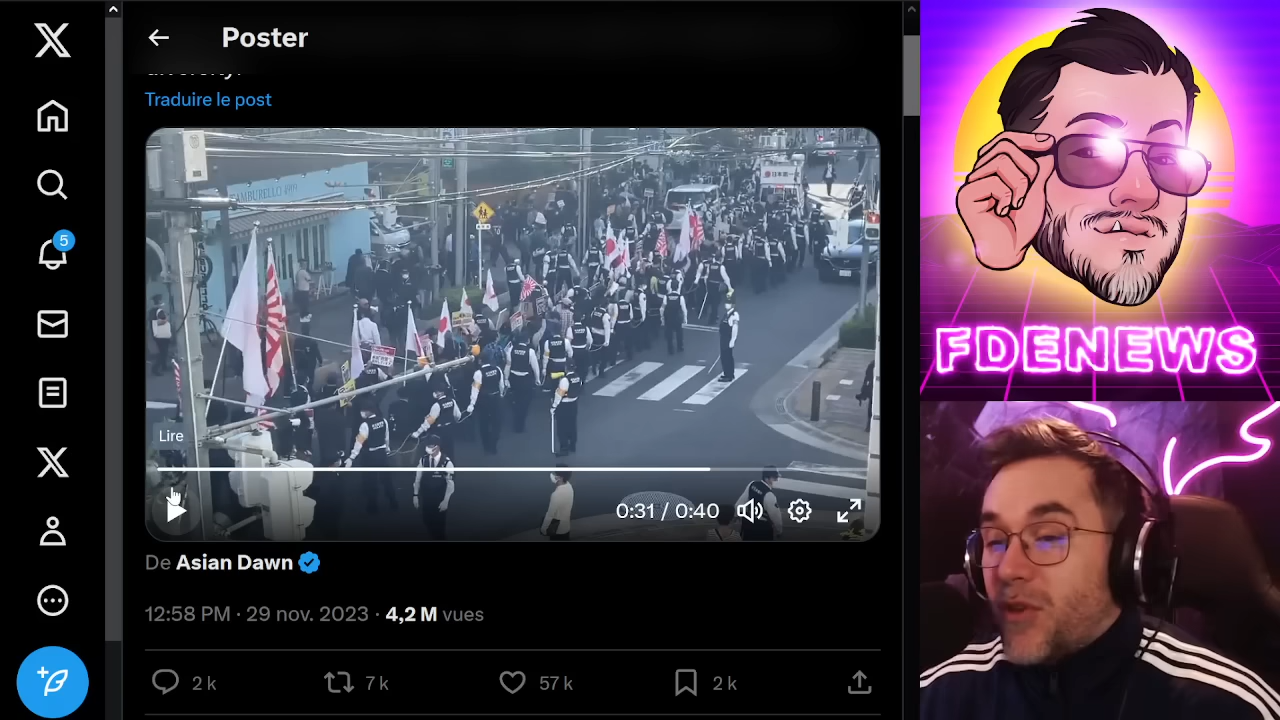 Poster
Traduire le post
5
Lire
0:31 / 0:40
De Asian Dawn
12:58 PM · 29 nov. 2023 · 4,2 M vues
2 k
7 k
57 k
2 k
FDENEWS